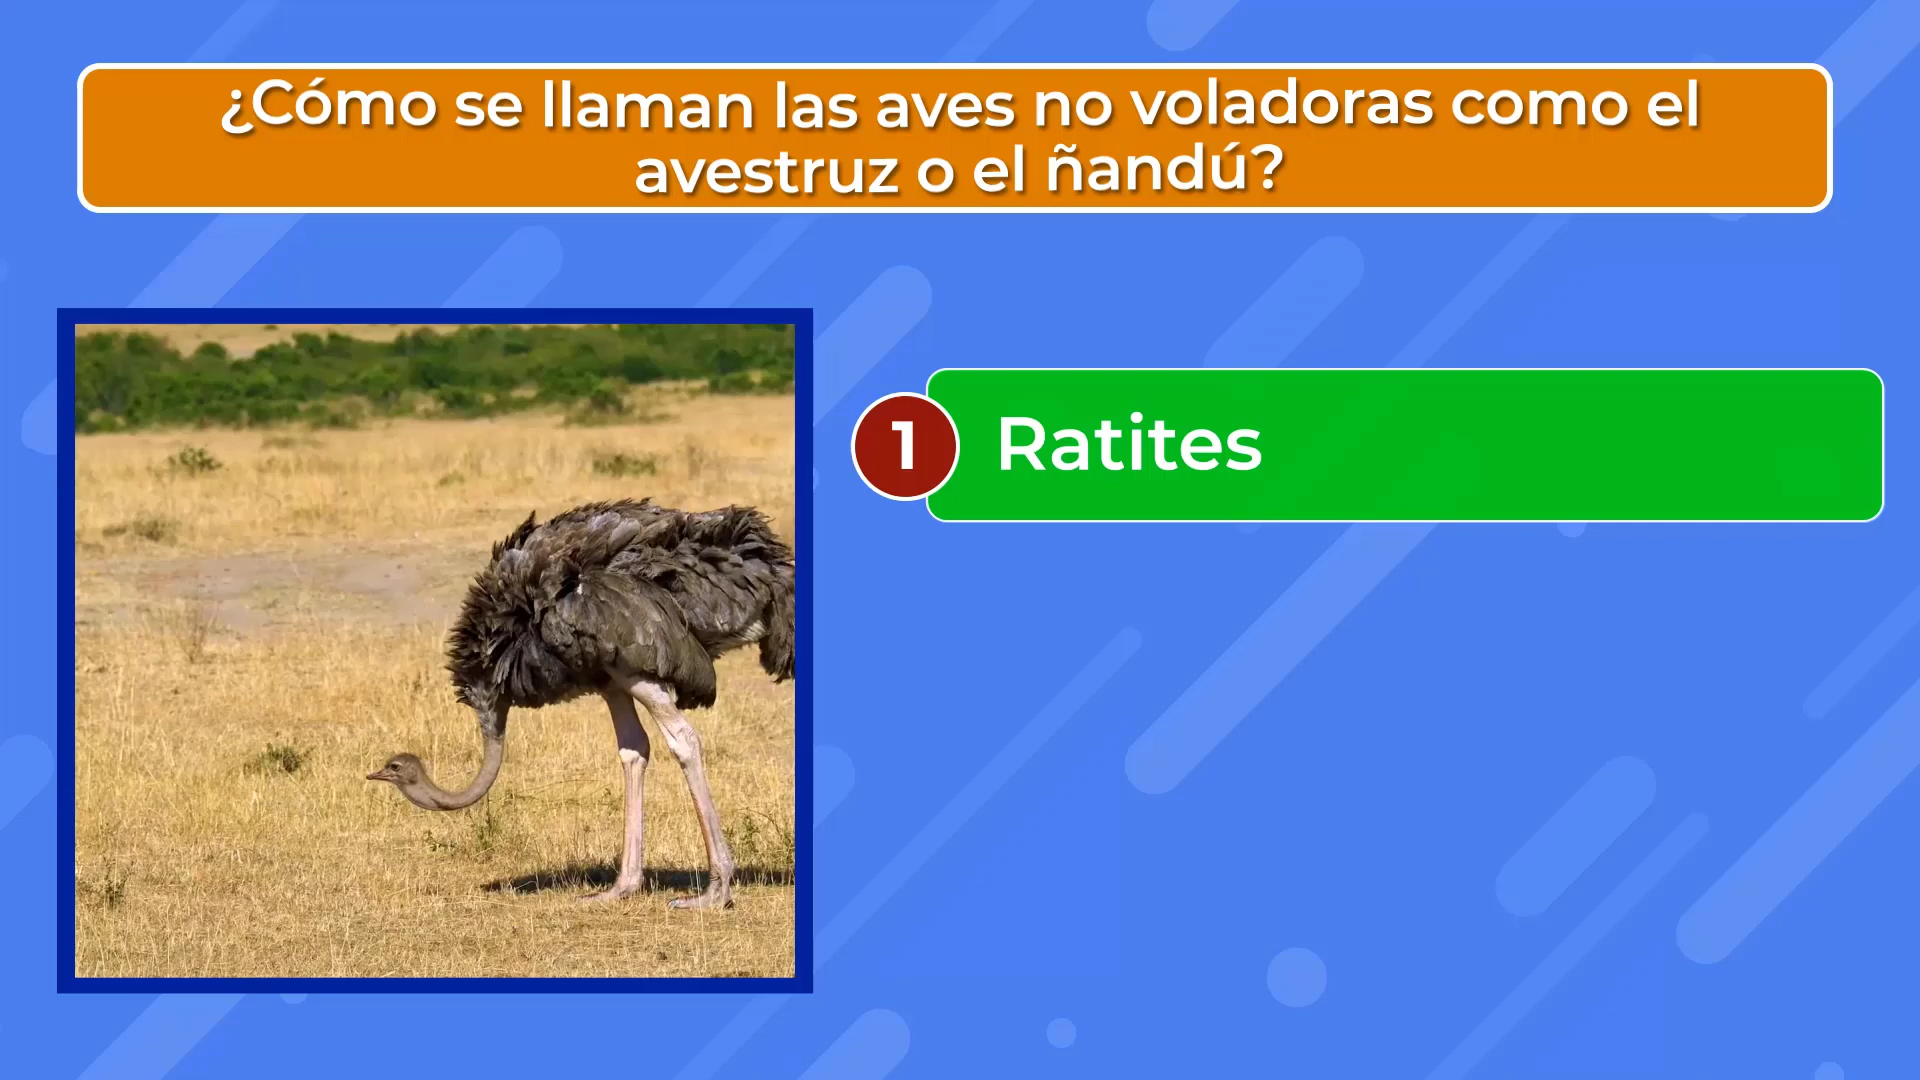 ¿Cómo se llaman las aves no voladoras como el
avestruz o el ñandú?
1 Ratites